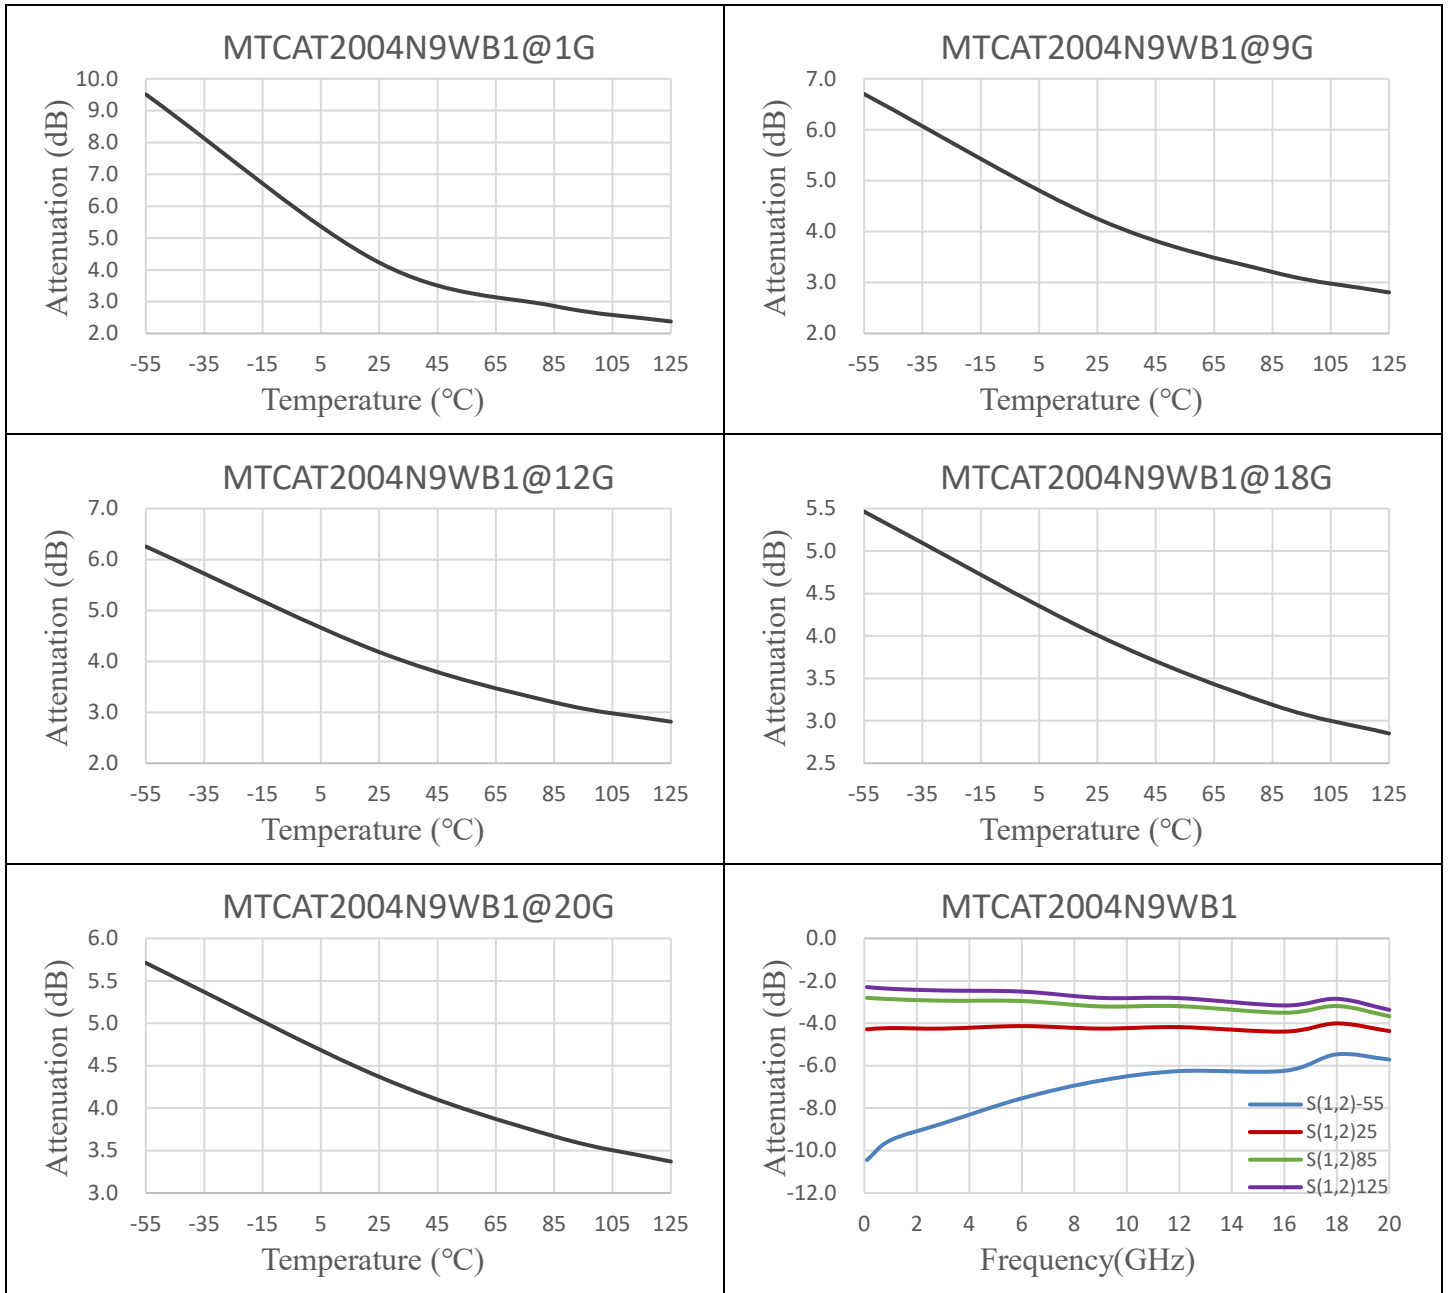 MTCAT2004N9WB1@1G
Attenuation (dB)
10.0
9.0
8.0
7.0
6.0
5.0
4.0
3.0
2.0
-55 -35 -15 5 25 45 65 85 105 125
Temperature (℃)
MTCAT2004N9WB1@9G
Attenuation (dB)
7.0
6.0
5.0
4.0
3.0
2.0
-55 -35 -15 5 25 45 65 85 105 125
Temperature (℃)
MTCAT2004N9WB1@12G
Attenuation (dB)
7.0
6.0
5.0
4.0
3.0
2.0
-55 -35 -15 5 25 45 65 85 105 125
Temperature (℃)
MTCAT2004N9WB1@18G
Attenuation (dB)
5.5
5.0
4.5
4.0
3.5
3.0
2.5
-55 -35 -15 5 25 45 65 85 105 125
Temperature (℃)
MTCAT2004N9WB1@20G
Attenuation (dB)
6.0
5.5
5.0
4.5
4.0
3.5
3.0
-55 -35 -15 5 25 45 65 85 105 125
Temperature (℃)
MTCAT2004N9WB1
Attenuation (dB)
0.0
-2.0
-4.0
-6.0
-8.0
-10.0
-12.0
S(1,2)-55
S(1,2)25
S(1,2)85
S(1,2)125
0 2 4 6 8 10 12 14 16 18 20
Frequency(GHz)